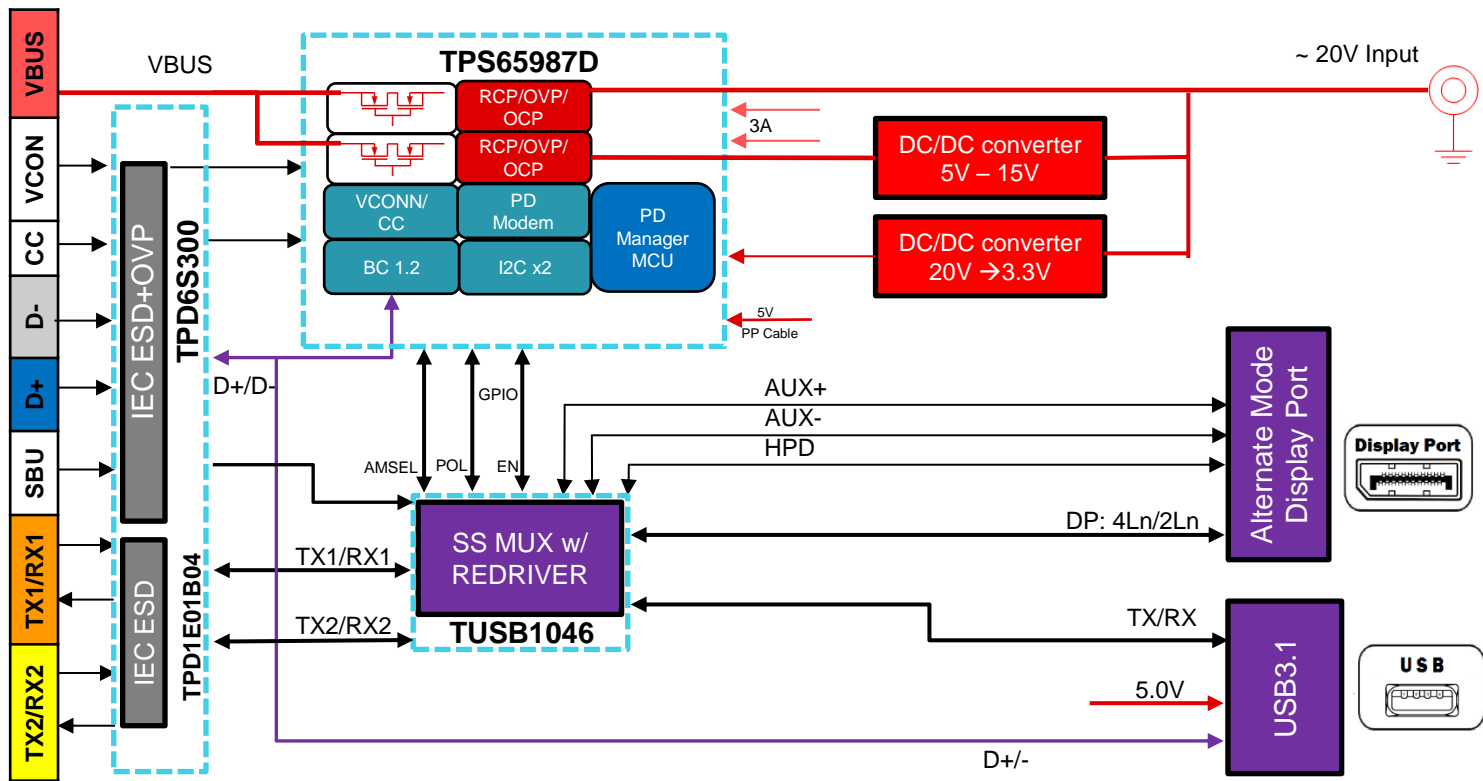 VBUS
VCON
CC
D-
D+
SBU
TX1/RX1
TX2/RX2
VBUS
IEC ESD+OVP
TPD6S300
IEC ESD
TPD1E01B04
TPS65987D
RCP/OVP/
OCP
RCP/OVP/
OCP
VCONN/
CC
PD
Modem
BC 1.2
I2C x2
PD
Manager
MCU
3A
5V
PP Cable
~ 20V Input
DC/DC converter
5V – 15V
DC/DC converter
20V →3.3V
D+/D-
GPIO
AMSEL
POL
EN
AUX+
AUX-
HPD
DP: 4Ln/2Ln
SS MUX w/
REDRIVER
TUSB1046
TX1/RX1
TX2/RX2
TX/RX
5.0V
D+/-
Alternate Mode
Display Port
Display Port
USB3.1
USB